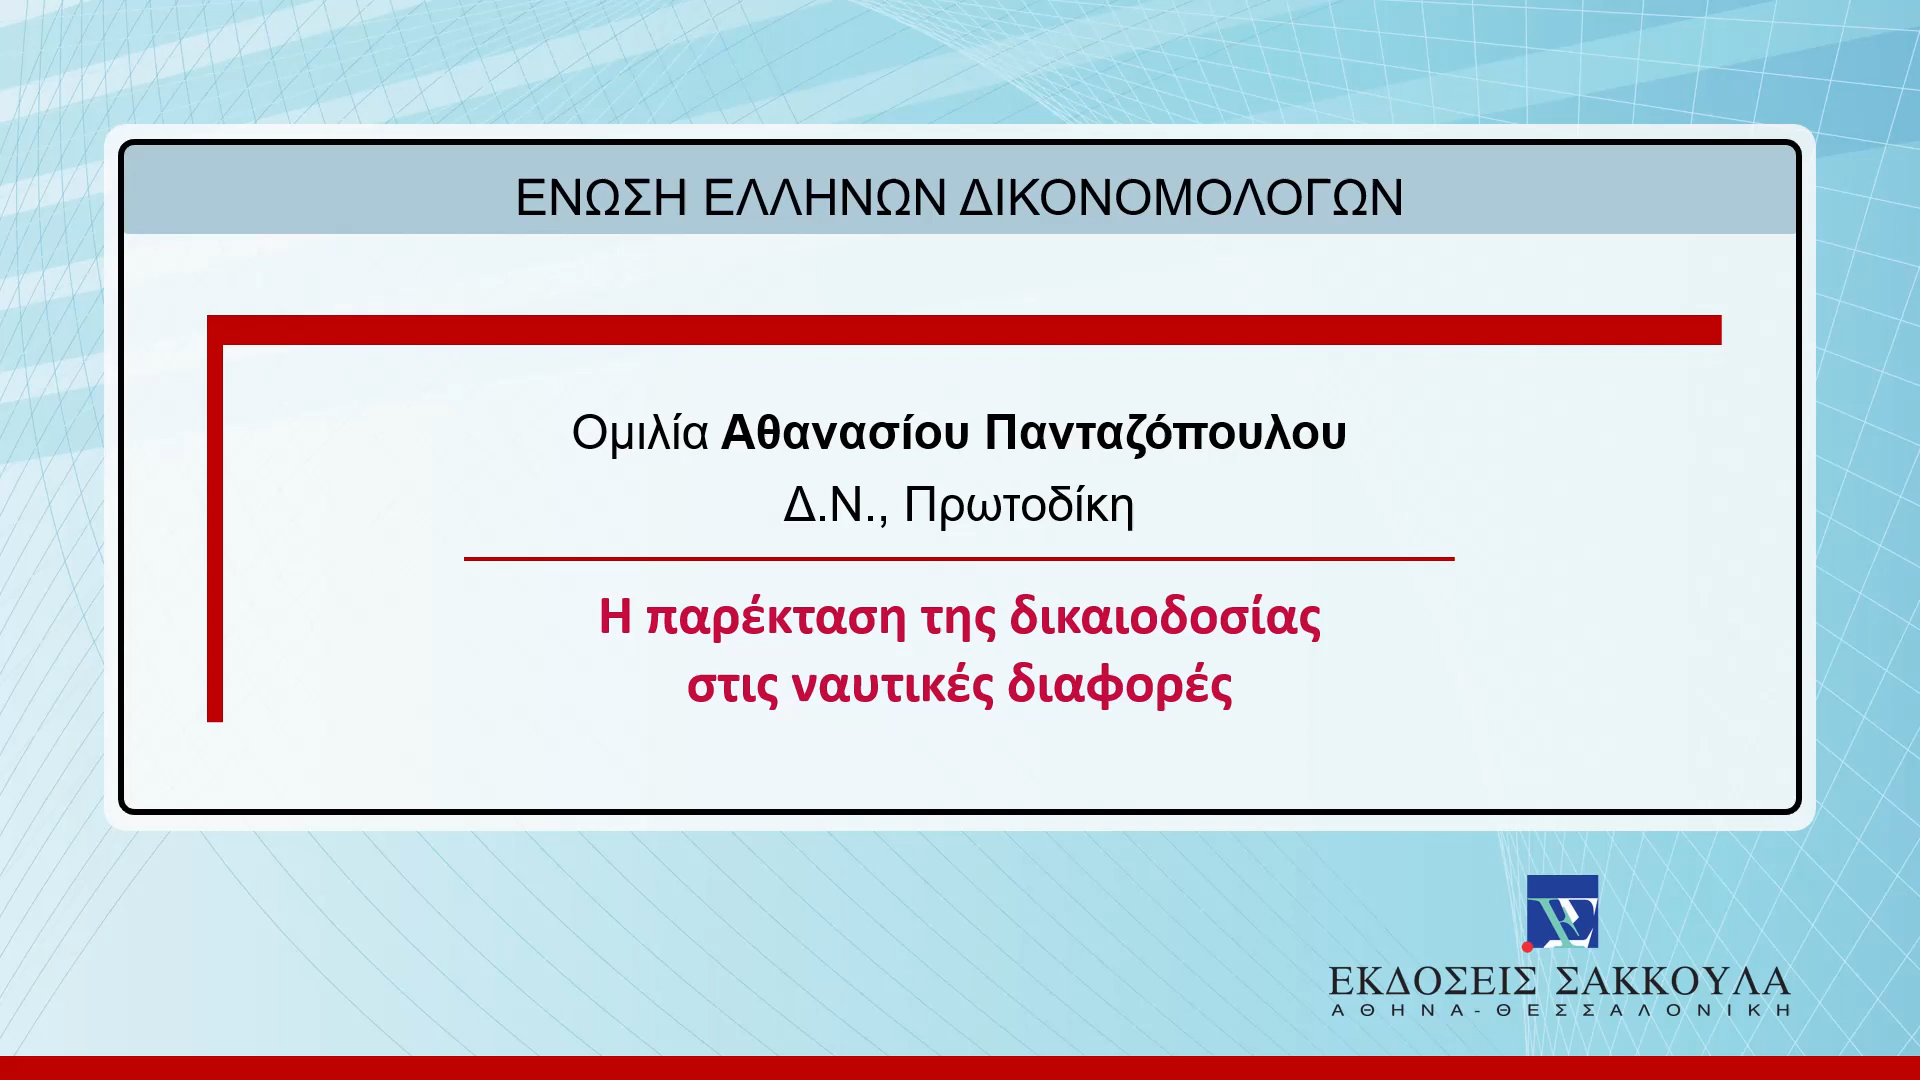 ΕΝΩΣΗ ΕΛΛΗΝΩΝ ΔΙΚΟΝΟΜΟΛΟΓΩΝ
Ομιλία Αθανασίου Πανταζόπουλου
Δ.Ν., Πρωτοδίκη
Η παρέκταση της δικαιοδοσίας
στις ναυτικές διαφορές
ΕΚΔΟΣΕΙΣ ΣΑΚΚΟΥΛΑ
ΑΘΗΝΑ-ΘΕΣΣΑΛΟΝΙΚΗ